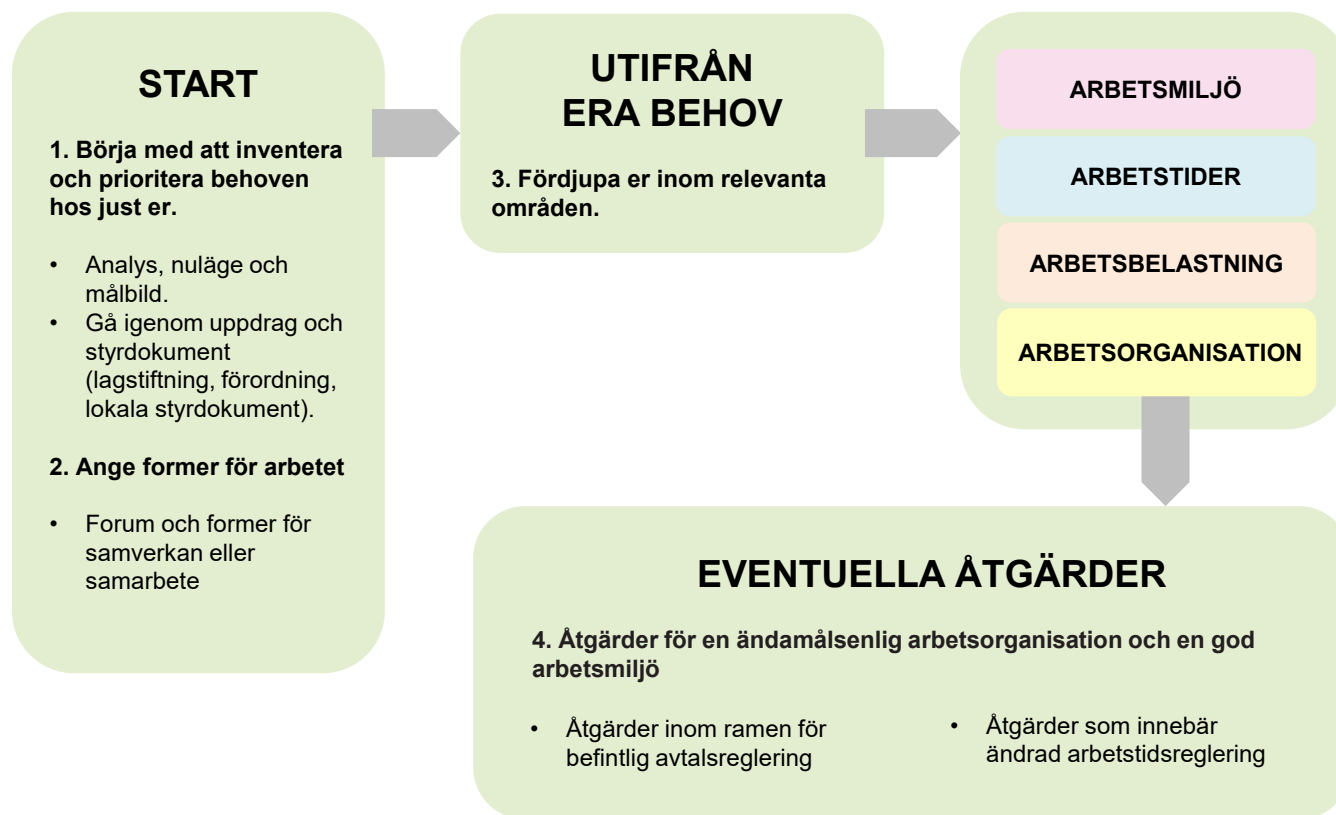 START
1. Börja med att inventera
och prioritera behoven
hos just er.
• Analys, nuläge och
målbild.
• Gå igenom uppdrag och
styrdokument
(lagstiftning, förordning,
lokala styrdokument).
2. Ange former för arbetet
• Forum och former för
samverkan eller
samarbete
UTIFRÅN
ERA BEHOV
3. Fördjupa er inom relevanta
områden.
ARBETSMILJÖ
ARBETSTIDER
ARBETSBELASTNING
ARBETSORGANISATION
EVENTUELLA ÅTGÄRDER
4. Åtgärder för en ändamålsenlig arbetsorganisation och en god
arbetsmiljö
• Åtgärder inom ramen för
befintlig avtalsreglering
• Åtgärder som innebär
ändrad arbetstidsreglering